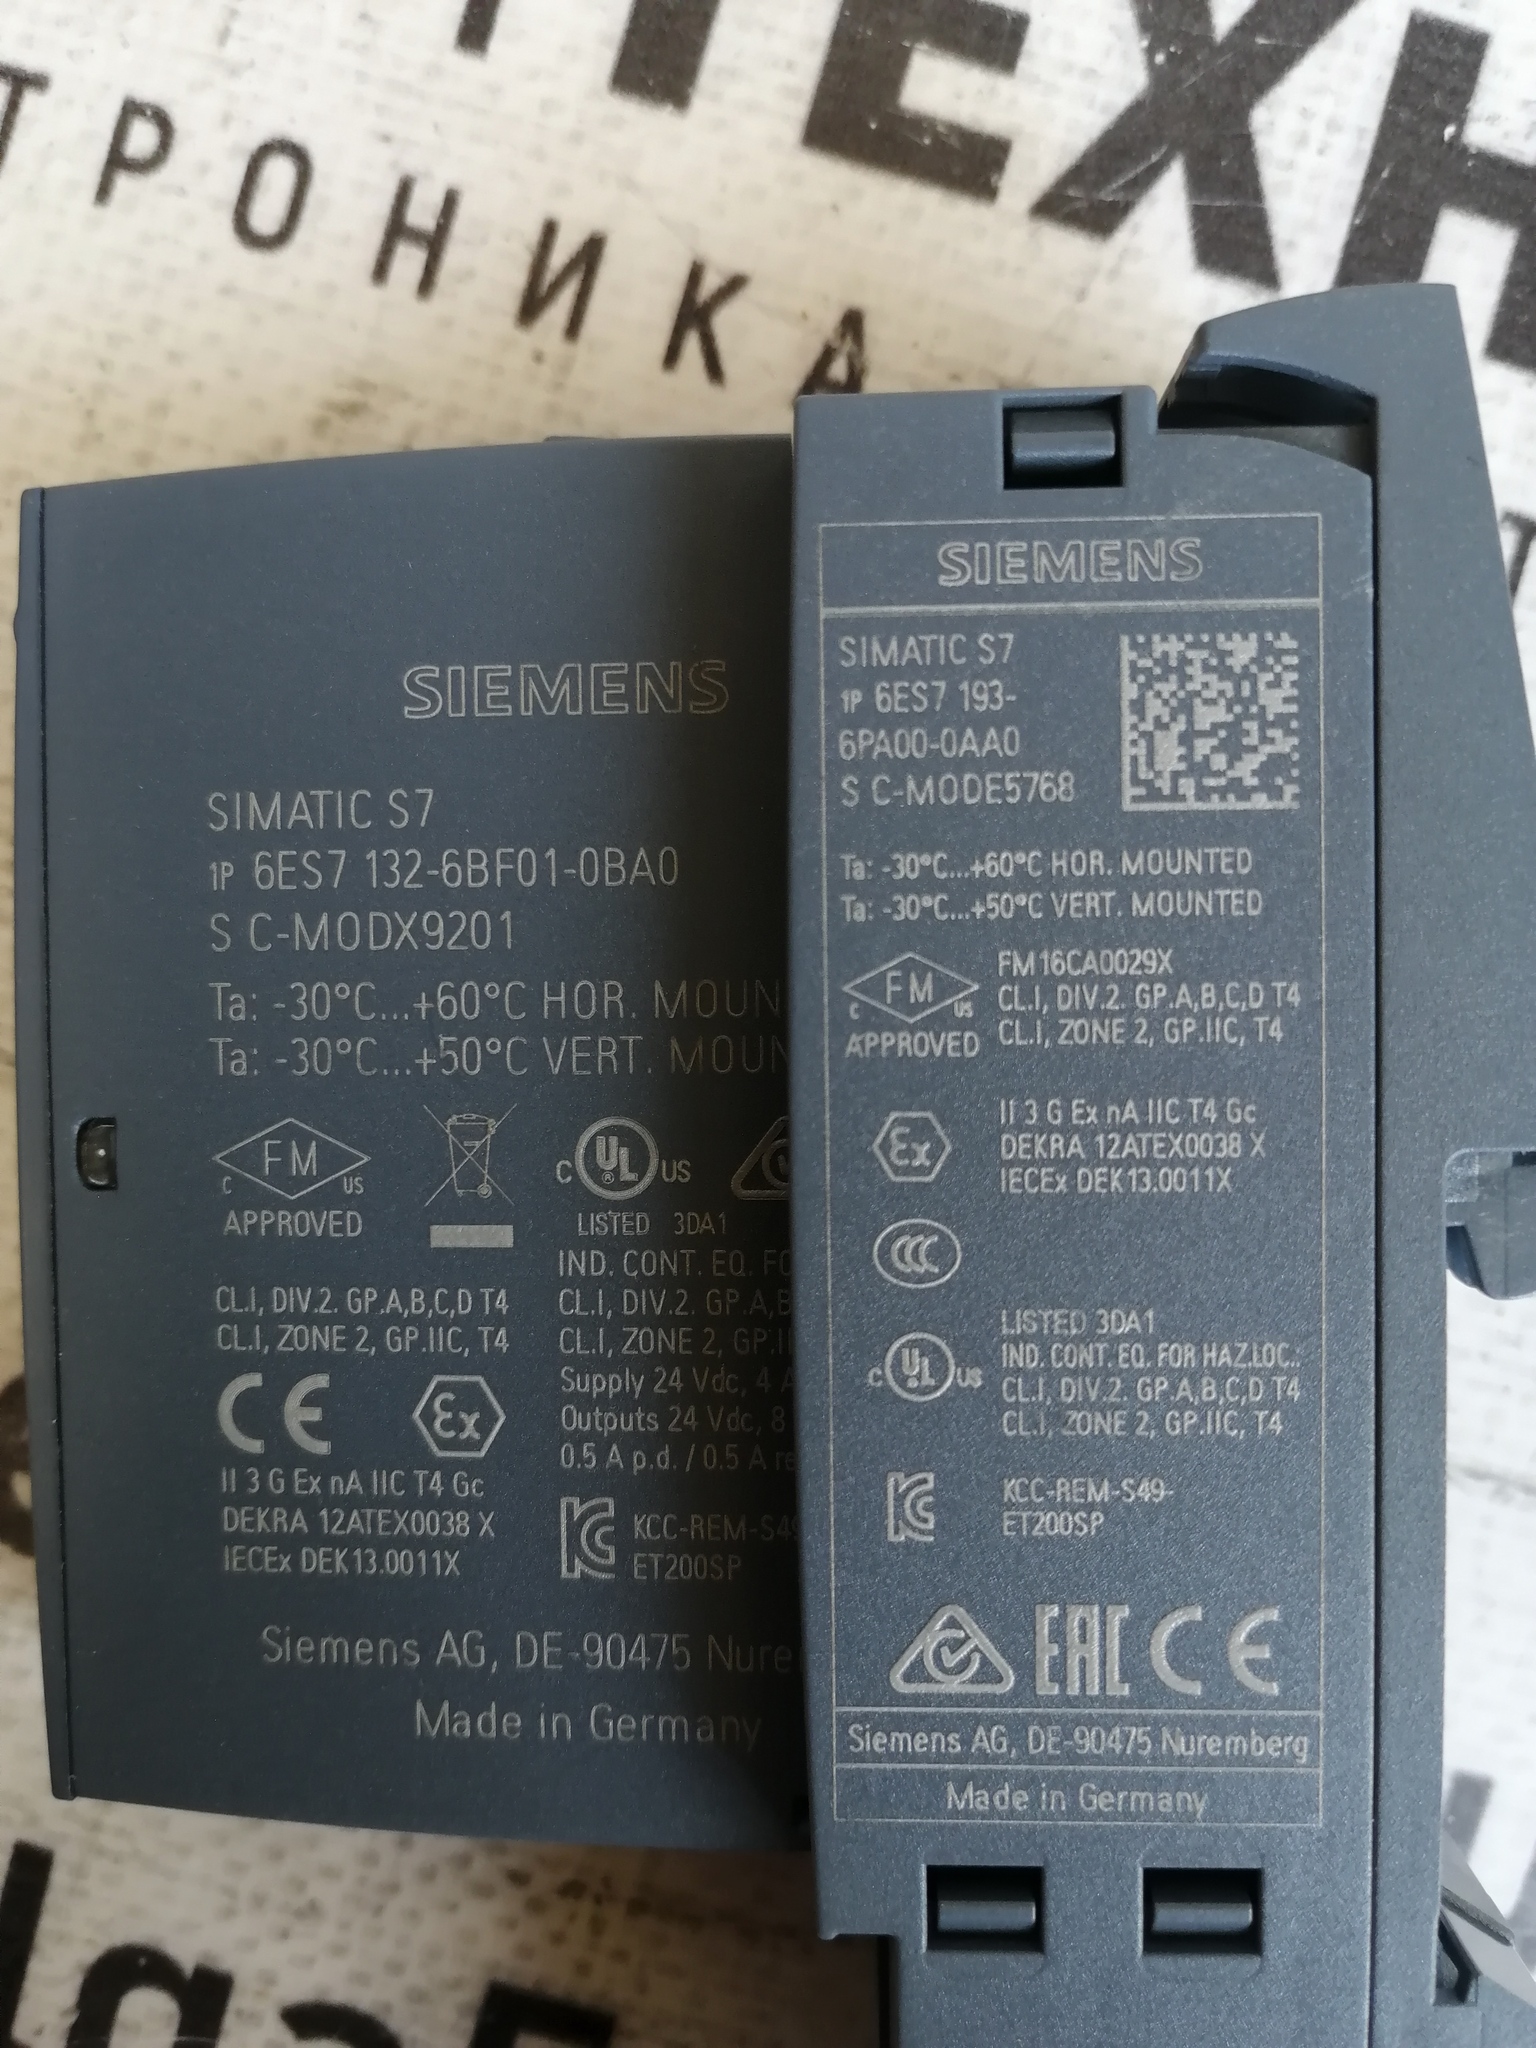 ТРОНИКА
ТЕХН
SIEMENS
SIMATIC S7
1P 6ES7 132-6BF01-0BA0
S C-M0DX9201
Ta: -30°C...+60°C HOR. MOUN
Ta: -30°C...+50°C VERT. MOUN
FM
C US
APPROVED
C UL ® US
LISTED 3DA1
IND. CONT. EQ. FO
CL.I, DIV.2. GP.A,B
CL.I, ZONE 2, GP.II
Supply 24 Vdc, 4 A
Outputs 24 Vdc, 8
0.5 A p.d. / 0.5 A re
CL.I, DIV.2. GP.A,B,C,D T4
CL.I, ZONE 2, GP.IIC, T4
CE Ex
II 3 G Ex nA IIC T4 Gc
DEKRA 12ATEX0038 X
IECEx DEK13.0011X
KCC-REM-S49
ET200SP
Siemens AG, DE-90475 Nure
Made in Germany
SIEMENS
SIMATIC S7
1P 6ES7 193-
6PA00-0AA0
S C-M0DE5768
Ta: -30°C...+60°C HOR. MOUNTED
Ta: -30°C...+50°C VERT. MOUNTED
FM
C US
APPROVED
FM16CA0029X
CL.I, DIV.2. GP.A,B,C,D T4
CL.I, ZONE 2, GP.IIC, T4
Ex
II 3 G Ex nA IIC T4 Gc
DEKRA 12ATEX0038 X
IECEx DEK13.0011X
CCC
C UL US
LISTED 3DA1
IND. CONT. EQ. FOR HAZ.LOC.:
CL.I, DIV.2. GP.A,B,C,D T4
CL.I, ZONE 2, GP.IIC, T4
KCC-REM-S49-
ET200SP
EAC CE
Siemens AG, DE-90475 Nuremberg
Made in Germany